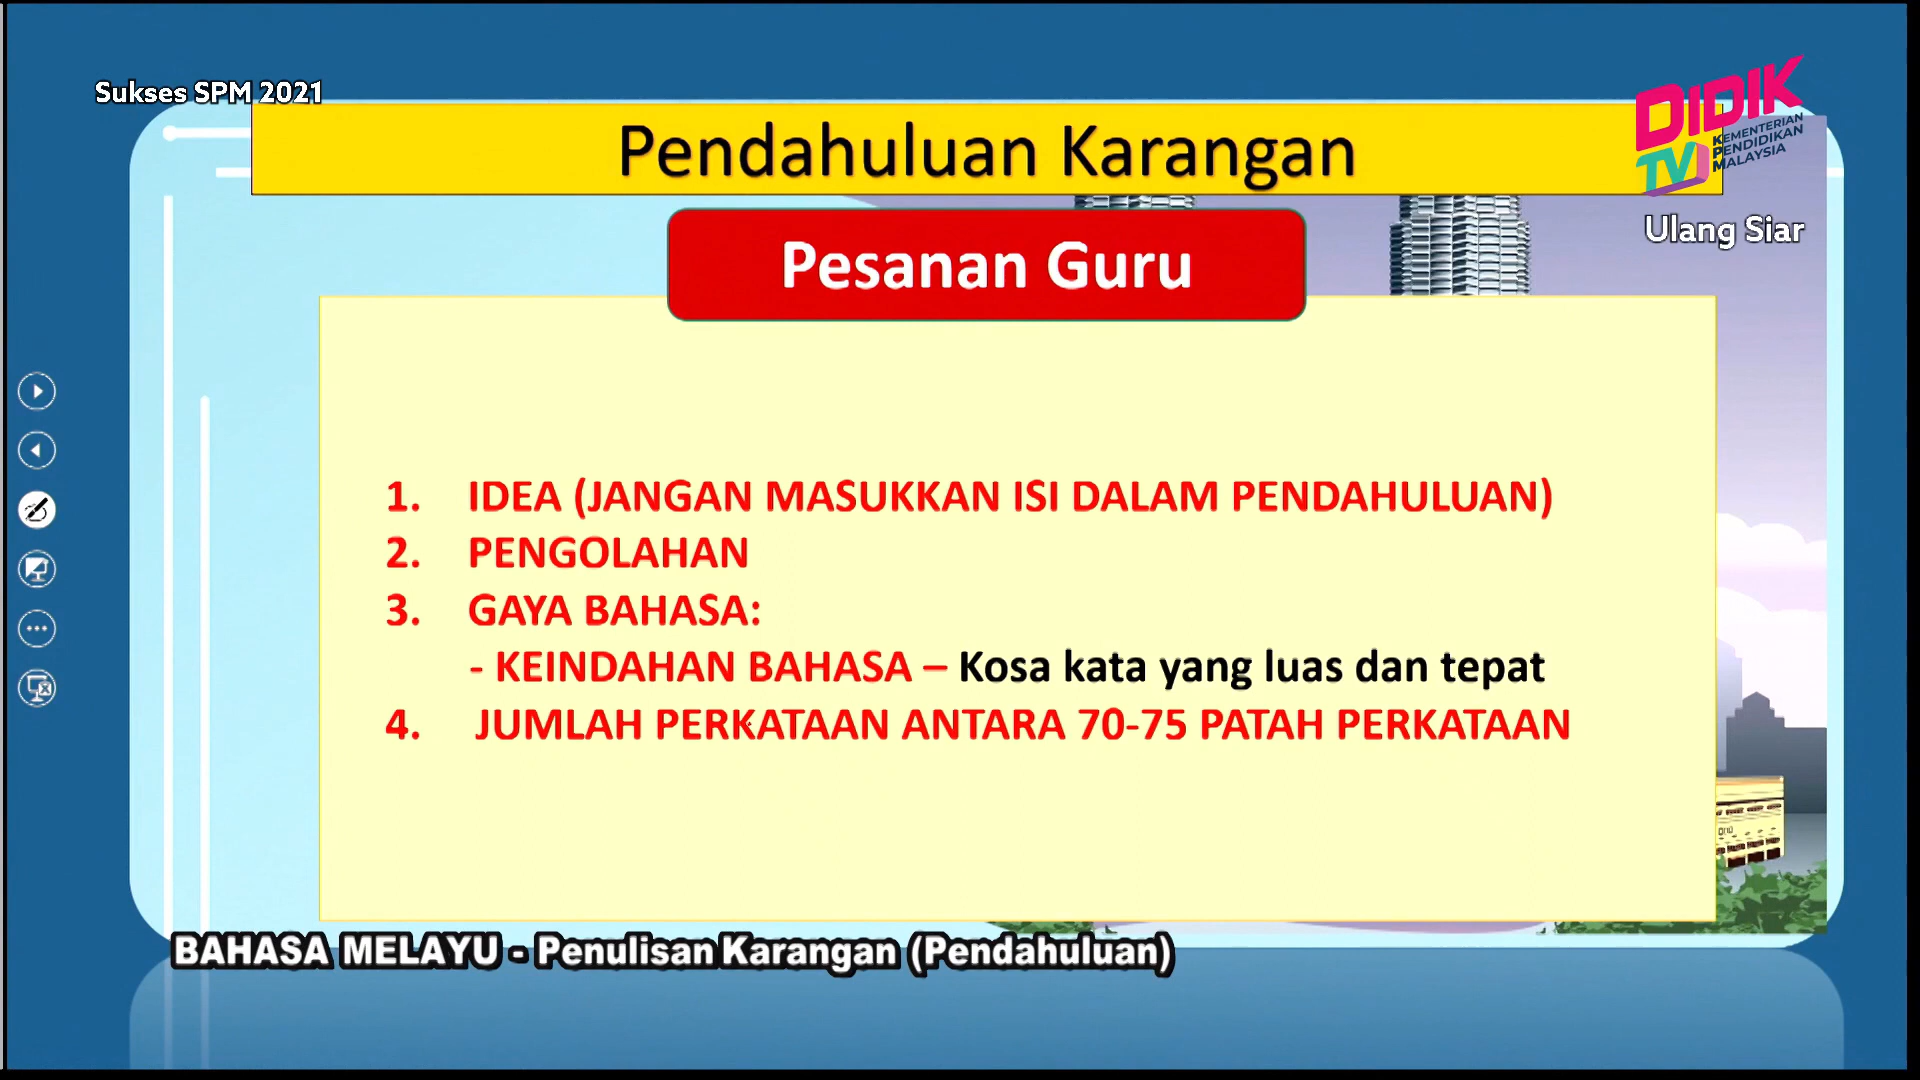 Sukses SPM 2021
DIDIK
TV
KEMENTERIAN
PENDIDIKAN
MALAYSIA
Pendahuluan Karangan
Ulang Siar
Pesanan Guru
1. IDEA (JANGAN MASUKKAN ISI DALAM PENDAHULUAN)
2. PENGOLAHAN
3. GAYA BAHASA:
- KEINDAHAN BAHASA – Kosa kata yang luas dan tepat
4. JUMLAH PERKATAAN ANTARA 70-75 PATAH PERKATAAN
BAHASA MELAYU - Penulisan Karangan (Pendahuluan)